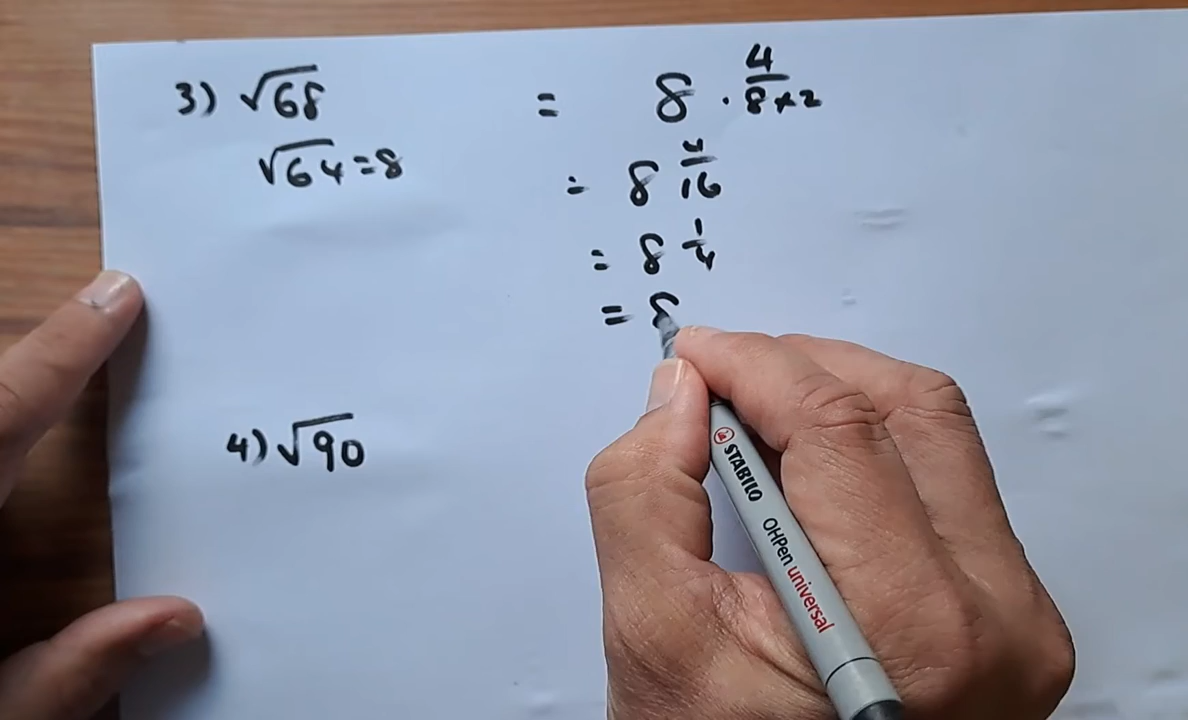 3) √68 = 8 · 4/8×2
√64 = 8
= 8 4/16
= 8 1/4
= 8
4) √90
STABILO OHPen universal